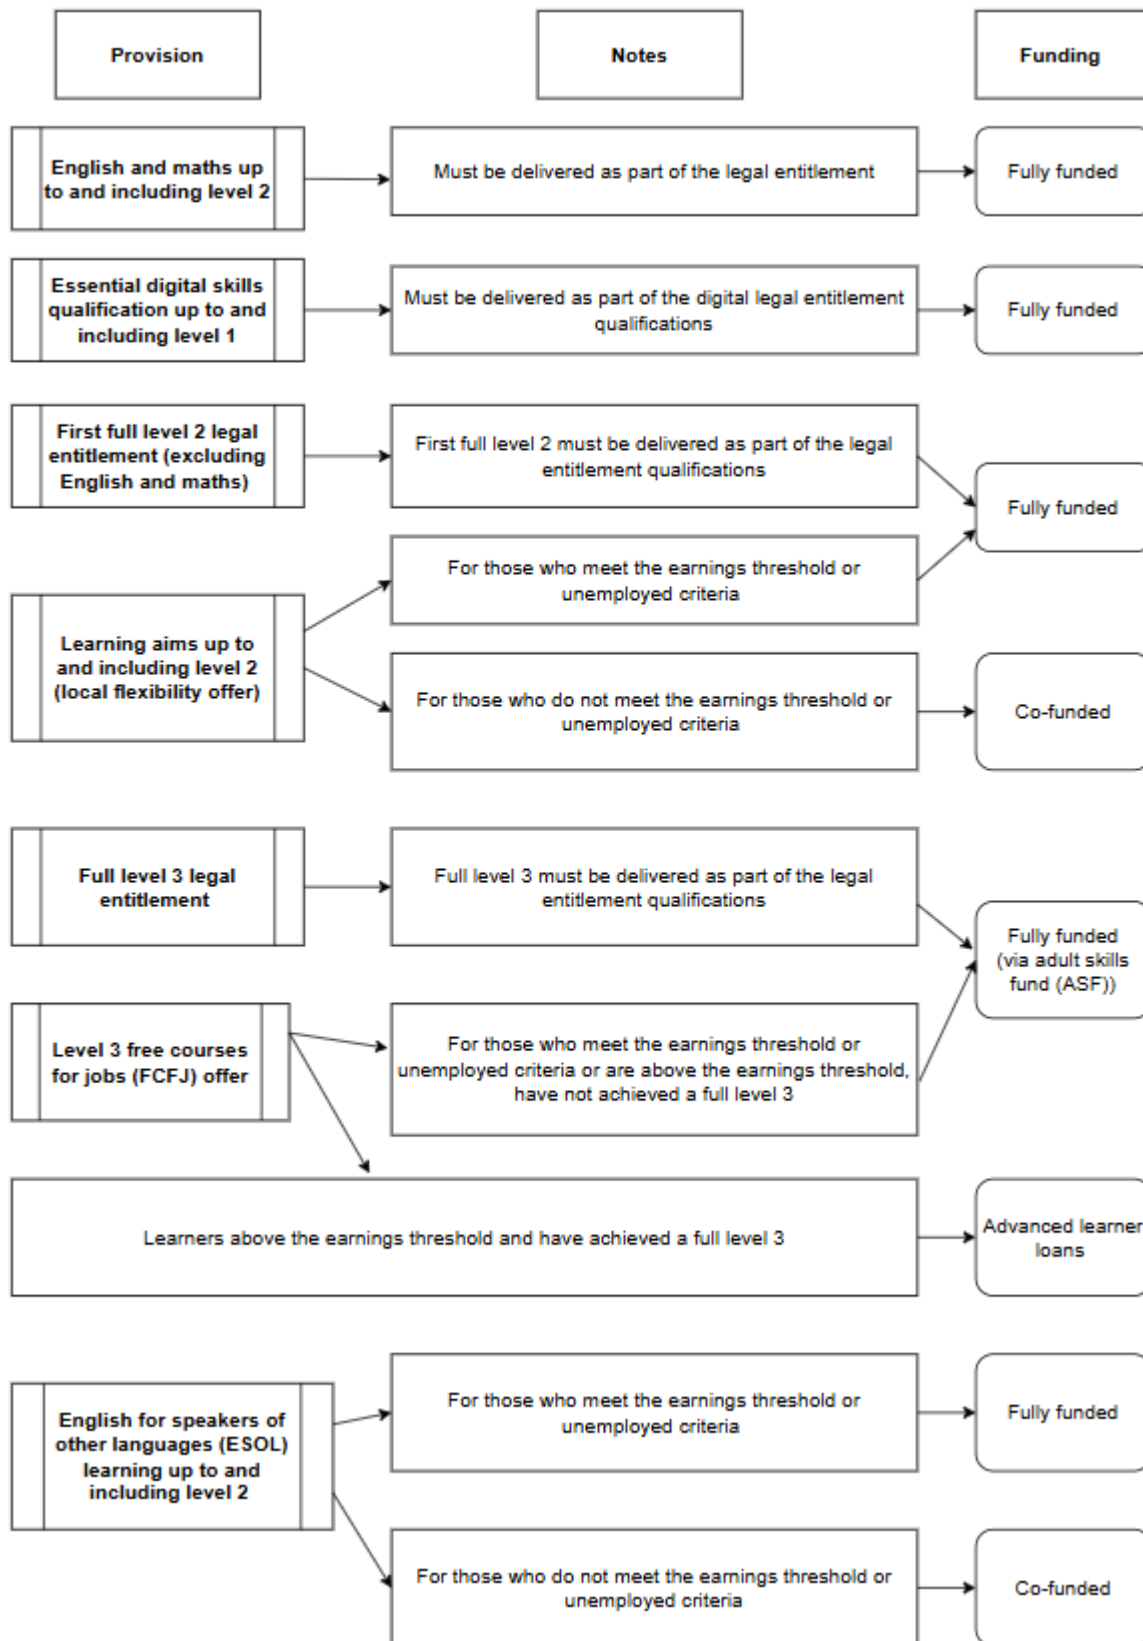 Provision
Notes
Funding
English and maths up
to and including level 2
Must be delivered as part of the legal entitlement
Fully funded
Essential digital skills
qualification up to and
including level 1
Must be delivered as part of the digital legal entitlement
qualifications
Fully funded
First full level 2 legal
entitlement (excluding
English and maths)
First full level 2 must be delivered as part of the legal
entitlement qualifications
Fully funded
Learning aims up to
and including level 2
(local flexibility offer)
For those who meet the earnings threshold or
unemployed criteria
For those who do not meet the earnings threshold or
unemployed criteria
Co-funded
Full level 3 legal
entitlement
Full level 3 must be delivered as part of the legal
entitlement qualifications
Fully funded
(via adult skills
fund (ASF))
Level 3 free courses
for jobs (FCFJ) offer
For those who meet the earnings threshold or
unemployed criteria or are above the earnings threshold,
have not achieved a full level 3
Learners above the earnings threshold and have achieved a full level 3
Advanced learner
loans
English for speakers of
other languages (ESOL)
learning up to and
including level 2
For those who meet the earnings threshold or
unemployed criteria
Fully funded
For those who do not meet the earnings threshold or
unemployed criteria
Co-funded